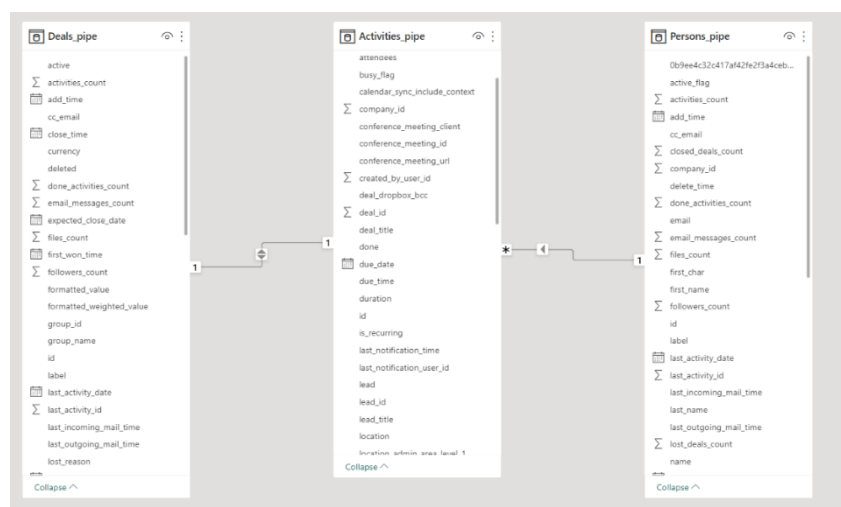 Deals_pipe
active
activities_count
add_time
cc_email
close_time
currency
deleted
done_activities_count
email_messages_count
expected_close_date
files_count
first_won_time
followers_count
formatted_value
formatted_weighted_value
group_id
group_name
id
label
last_activity_date
last_activity_id
last_incoming_mail_time
last_outgoing_mail_time
lost_reason
Collapse
1
1
Activities_pipe
attendees
busy_flag
calendar_sync_include_context
company_id
conference_meeting_client
conference_meeting_id
conference_meeting_url
created_by_user_id
deal_dropbox_bcc
deal_id
deal_title
done
due_date
due_time
duration
id
is_recurring
last_notification_time
last_notification_user_id
lead
lead_id
lead_title
location
location_admin_area_level_1
Collapse
*
1
Persons_pipe
0b9ee4c32c417af42fe2f3a4ceb...
active_flag
activities_count
add_time
cc_email
closed_deals_count
company_id
delete_time
done_activities_count
email
email_messages_count
files_count
first_char
first_name
followers_count
id
label
last_activity_date
last_activity_id
last_incoming_mail_time
last_name
last_outgoing_mail_time
lost_deals_count
name
Collapse